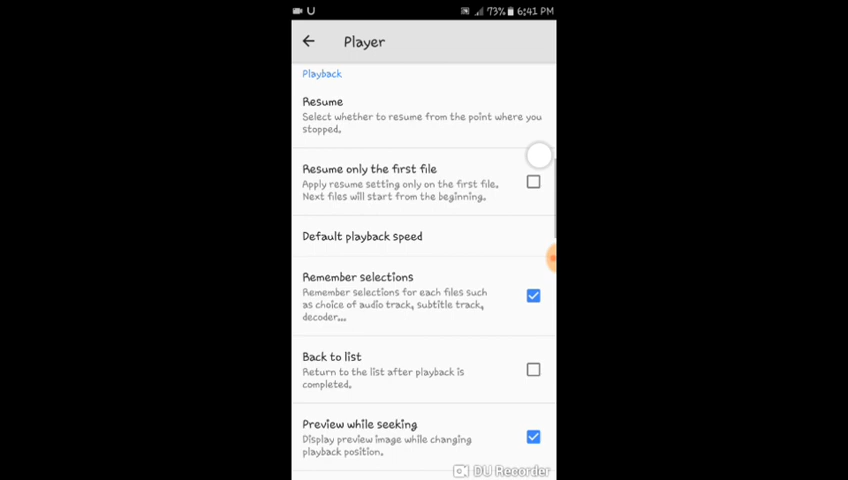 U 73% 6:41 PM
Player
Playback
Resume
Select whether to resume from the point where you
stopped.
Resume only the first file
Apply resume setting only on the first file.
Next files will start from the beginning.
Default playback speed
Remember selections
Remember selections for each files such
as choice of audio track, subtitle track,
decoder...
Back to list
Return to the list after playback is
completed.
Preview while seeking
Display preview image while changing
playback position.
DU Recorder